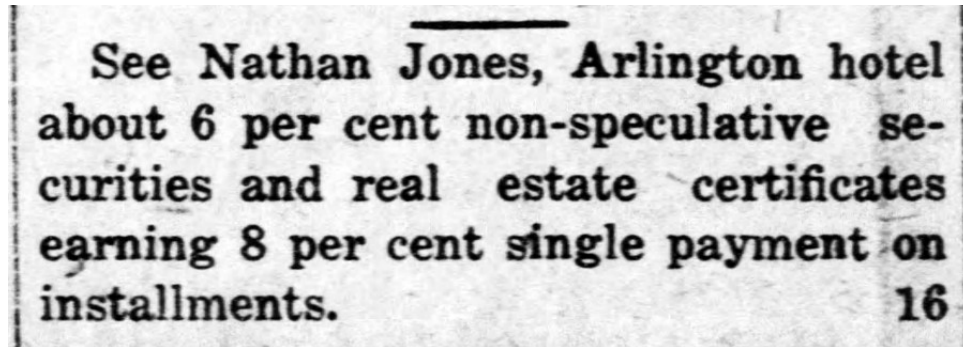 See Nathan Jones, Arlington hotel
about 6 per cent non-speculative se-
curities and real estate certificates
earning 8 per cent single payment on
installments. 16